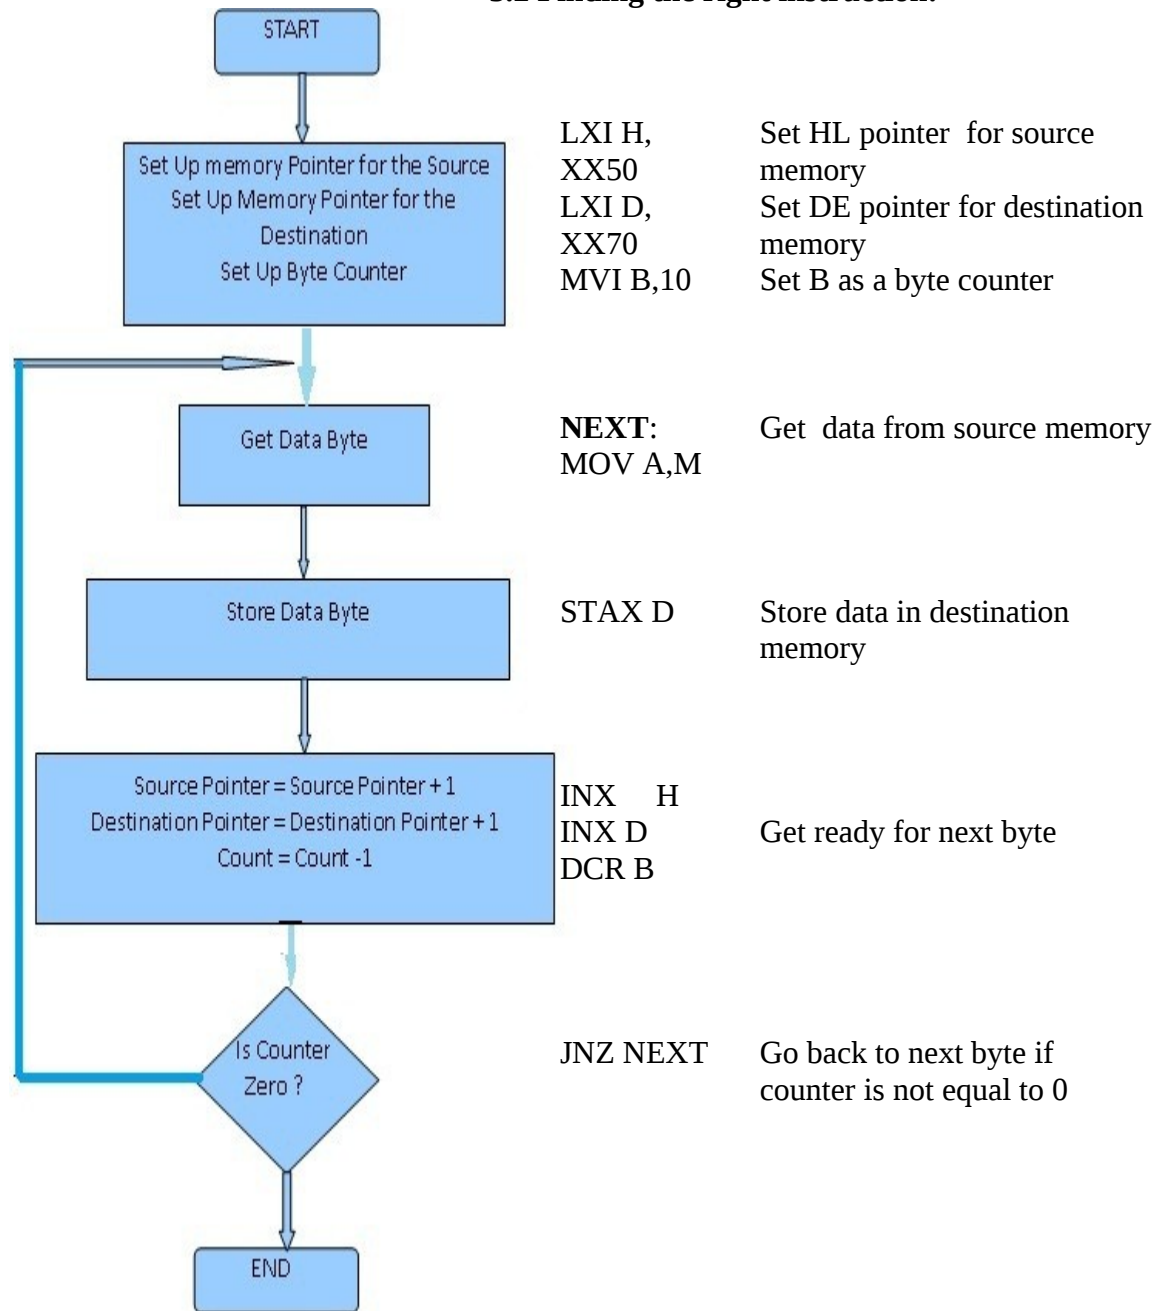 START
Set Up memory Pointer for the Source
Set Up Memory Pointer for the
Destination
Set Up Byte Counter
LXI H,
XX50
Set HL pointer for source
memory
LXI D,
XX70
Set DE pointer for destination
memory
MVI B,10
Set B as a byte counter
Get Data Byte
NEXT:
MOV A,M
Get data from source memory
Store Data Byte
STAX D
Store data in destination
memory
Source Pointer = Source Pointer + 1
Destination Pointer = Destination Pointer + 1
Count = Count -1
INX H
INX D
DCR B
Get ready for next byte
Is Counter
Zero ?
JNZ NEXT
Go back to next byte if
counter is not equal to 0
END